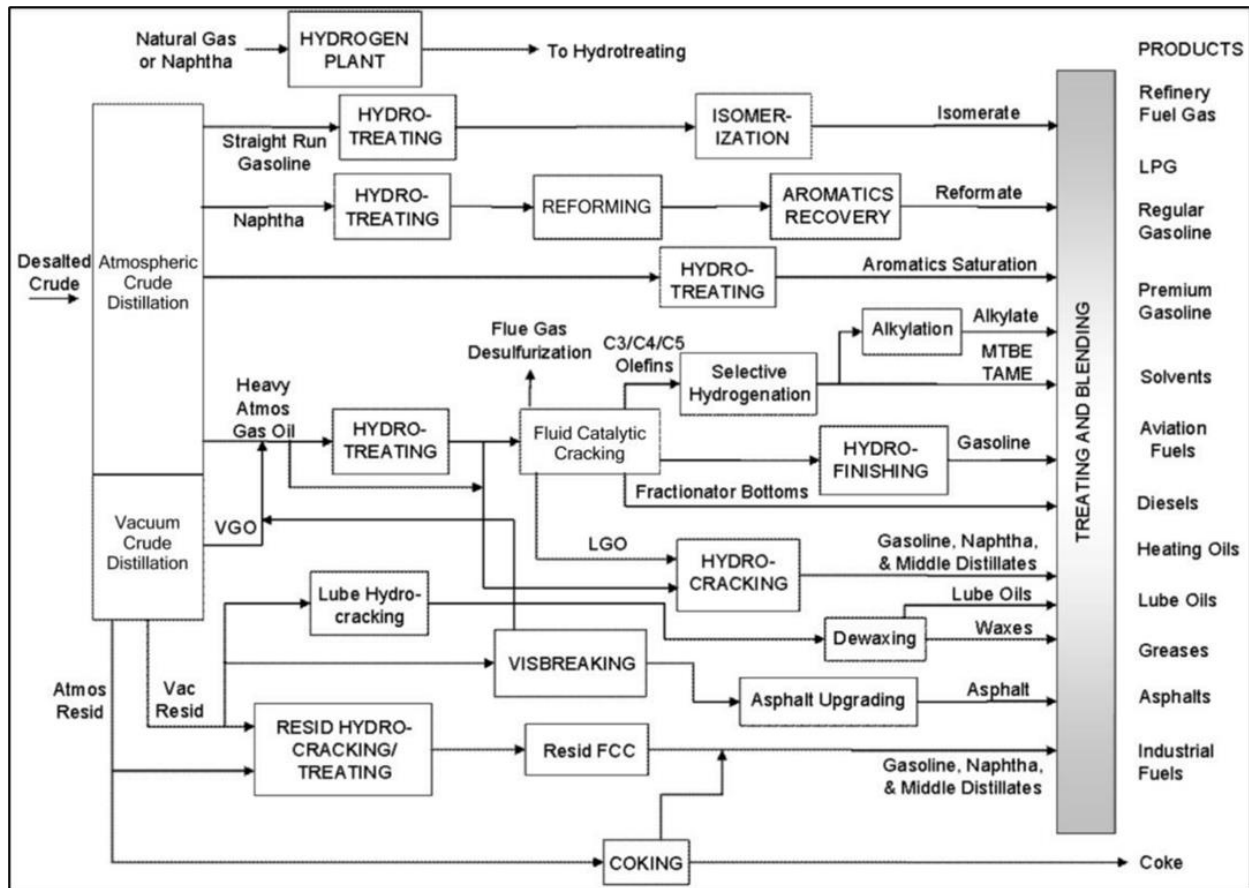 Natural Gas
or Naphtha
HYDROGEN
PLANT
To Hydrotreating
PRODUCTS
Straight Run
Gasoline
HYDRO-
TREATING
ISOMER-
IZATION
Isomerate
Refinery
Fuel Gas
LPG
Naphtha
HYDRO-
TREATING
REFORMING
AROMATICS
RECOVERY
Reformate
Regular
Gasoline
Desalted
Crude
Atmospheric
Crude
Distillation
HYDRO-
TREATING
Aromatics Saturation
Premium
Gasoline
Flue Gas
Desulfurization
C3/C4/C5
Olefins
Selective
Hydrogenation
Alkylation
Alkylate
MTBE
TAME
Solvents
Heavy
Atmos
Gas Oil
HYDRO-
TREATING
Fluid Catalytic
Cracking
HYDRO-
FINISHING
Gasoline
Aviation
Fuels
Fractionator Bottoms
Diesels
TREATING AND BLENDING
Vacuum
Crude
Distillation
VGO
LGO
HYDRO-
CRACKING
Gasoline, Naphtha,
& Middle Distillates
Heating Oils
Lube Hydro-
cracking
Dewaxing
Lube Oils
Waxes
Lube Oils
Greases
VISBREAKING
Atmos
Resid
Vac
Resid
Asphalt Upgrading
Asphalt
Asphalts
RESID HYDRO-
CRACKING/
TREATING
Resid FCC
Gasoline, Naphtha,
& Middle Distillates
Industrial
Fuels
COKING
Coke